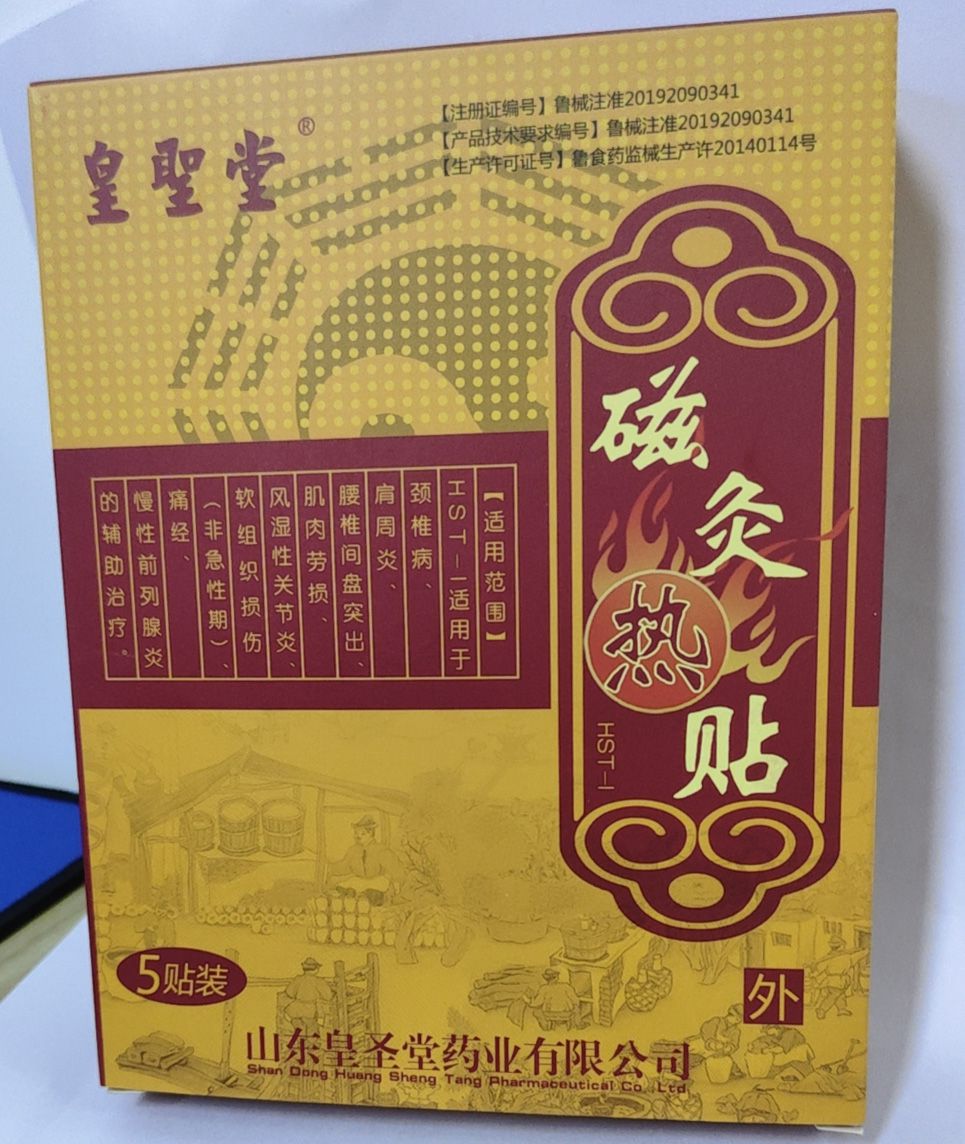 皇聖堂®
【注册证编号】鲁械注准20192090341
【产品技术要求编号】鲁械注准20192090341
【生产许可证号】鲁食药监械生产许20140114号
磁灸热贴
HST-I
【适用范围】
HST-I适用于
颈椎病、
肩周炎、
腰椎间盘突出、
肌肉劳损、
风湿性关节炎、
软组织损伤
（非急性期）、
痛经、
慢性前列腺炎
的辅助治疗。
5贴装
外
山东皇圣堂药业有限公司
Shan Dong Huang Sheng Tang Pharmaceutical Co., Ltd.